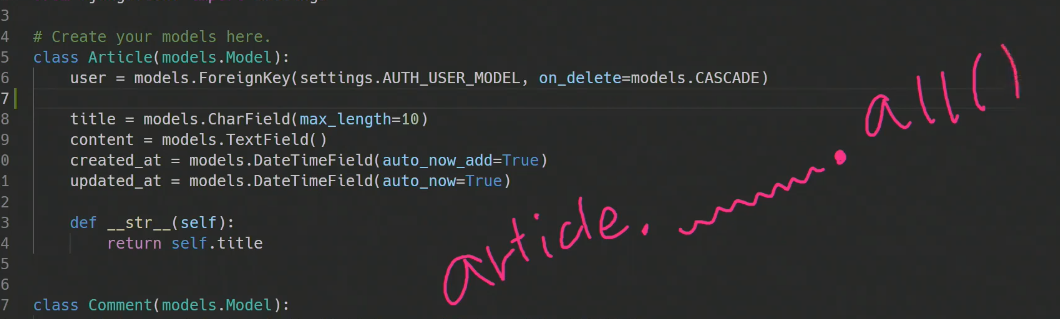 3
4 # Create your models here.
5 class Article(models.Model):
6 user = models.ForeignKey(settings.AUTH_USER_MODEL, on_delete=models.CASCADE)
7
8 title = models.CharField(max_length=10)
9 content = models.TextField()
0 created_at = models.DateTimeField(auto_now_add=True)
1 updated_at = models.DateTimeField(auto_now=True)
2
3 def __str__(self):
4 return self.title
5
6
7 class Comment(models.Model):
article. .all()